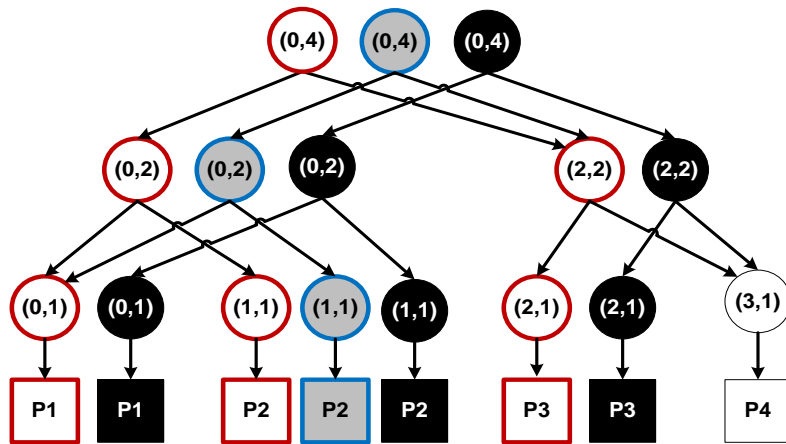 (0,4) (0,4) (0,4)
(0,2) (0,2) (0,2) (2,2) (2,2)
(0,1) (0,1) (1,1) (1,1) (1,1) (2,1) (2,1) (3,1)
P1 P1 P2 P2 P2 P3 P3 P4